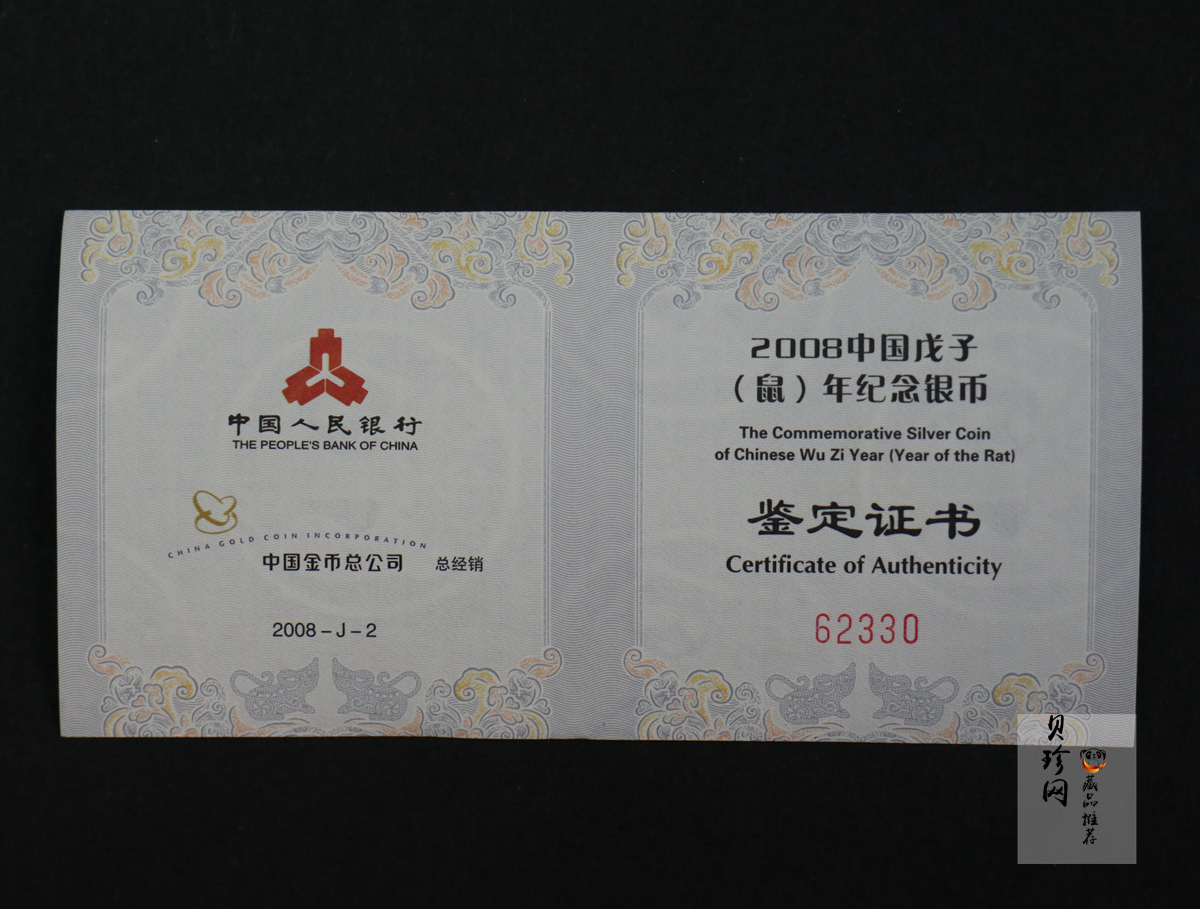 中国人民银行
THE PEOPLE'S BANK OF CHINA
CHINA GOLD COIN INCORPORATION
中国金币总公司 总经销
2008－J－2
2008中国戊子
（鼠）年纪念银币
The Commemorative Silver Coin
of Chinese Wu Zi Year (Year of the Rat)
鉴定证书
Certificate of Authenticity
62330
贝珍网
藏品推荐